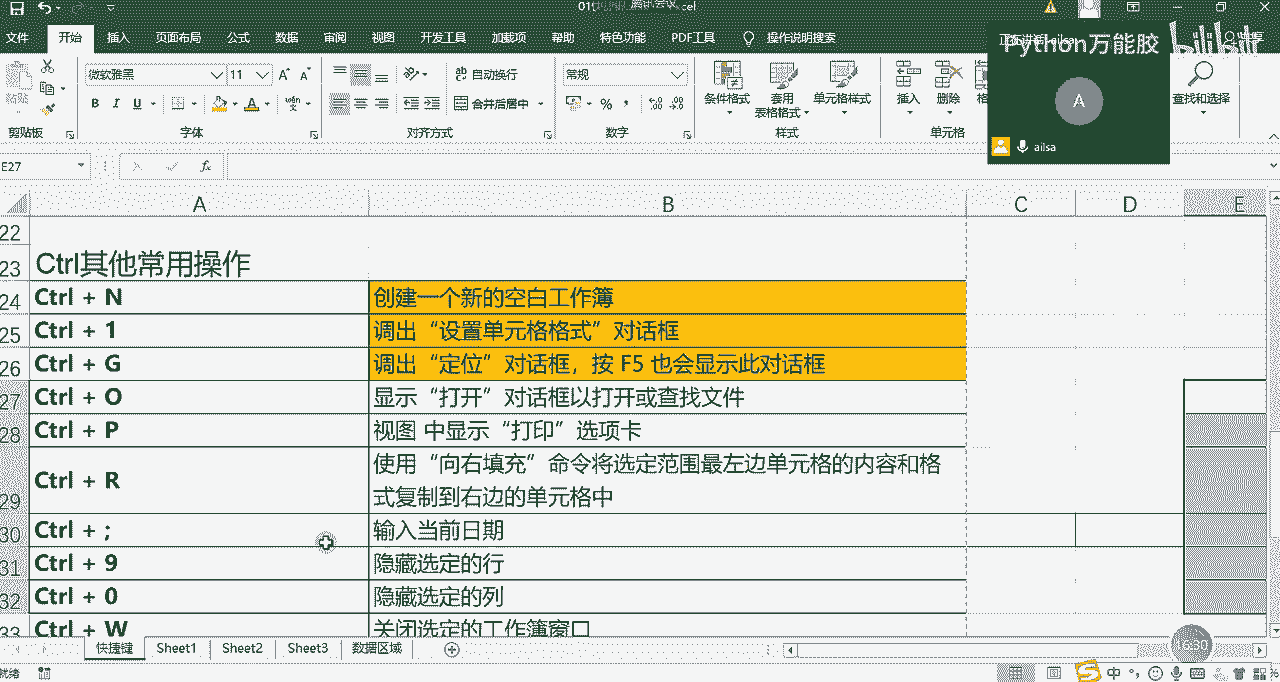 文件 开始 插入 页面布局 公式 数据 审阅 视图 开发工具 加载项 帮助 特色功能 PDF工具 操作说明搜索
Python万能胶 bilibili
微软雅黑 11
自动换行
常规
粘贴
B I U
合并后居中
%
条件格式 套用 表格格式 单元格样式
插入 删除
查找和选择
剪贴板 字体 对齐方式 数字 样式 单元格
A
ailsa
E27 fx
A B C D E
22
23 Ctrl其他常用操作
24 Ctrl + N 创建一个新的空白工作簿
25 Ctrl + 1 调出“设置单元格格式”对话框
26 Ctrl + G 调出“定位”对话框，按 F5 也会显示此对话框
27 Ctrl + O 显示“打开”对话框以打开或查找文件
28 Ctrl + P 视图 中显示“打印”选项卡
29 Ctrl + R 使用“向右填充”命令将选定范围最左边单元格的内容和格
式复制到右边的单元格中
30 Ctrl + ; 输入当前日期
31 Ctrl + 9 隐藏选定的行
32 Ctrl + 0 隐藏选定的列
33 Ctrl + W 关闭选定的工作簿窗口
快捷键 Sheet1 Sheet2 Sheet3 数据区域
16:30
就绪
中